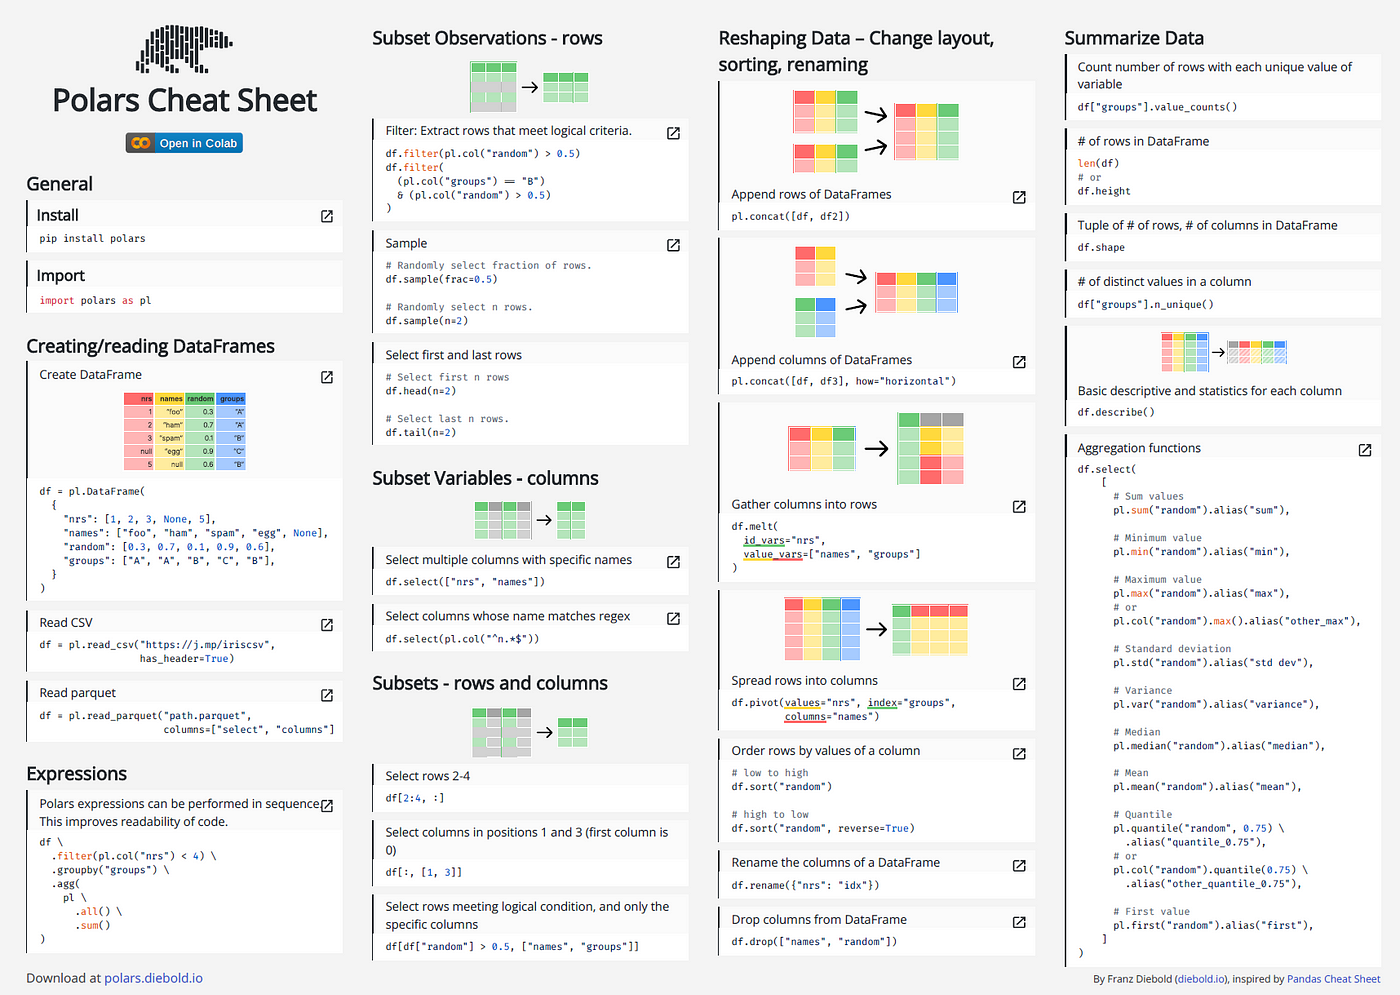 Polars Cheat Sheet
Open in Colab
General
Install
pip install polars
Import
import polars as pl
Creating/reading DataFrames
Create DataFrame
nrs names random groups
1 "foo" 0.3 "A"
2 "ham" 0.7 "A"
3 "spam" 0.1 "B"
null "egg" 0.9 "C"
5 null 0.6 "B"
df = pl.DataFrame(
{
"nrs": [1, 2, 3, None, 5],
"names": ["foo", "ham", "spam", "egg", None],
"random": [0.3, 0.7, 0.1, 0.9, 0.6],
"groups": ["A", "A", "B", "C", "B"],
}
)
Read CSV
df = pl.read_csv("https://j.mp/iriscsv",
has_header=True)
Read parquet
df = pl.read_parquet("path.parquet",
columns=["select", "columns"]
Expressions
Polars expressions can be performed in sequence.
This improves readability of code.
df \
.filter(pl.col("nrs") < 4) \
.groupby("groups") \
.agg(
pl \
.all() \
.sum()
)
Download at polars.diebold.io
Subset Observations - rows
Filter: Extract rows that meet logical criteria.
df.filter(pl.col("random") > 0.5)
df.filter(
(pl.col("groups") == "B")
& (pl.col("random") > 0.5)
)
Sample
# Randomly select fraction of rows.
df.sample(frac=0.5)
# Randomly select n rows.
df.sample(n=2)
Select first and last rows
# Select first n rows
df.head(n=2)
# Select last n rows.
df.tail(n=2)
Subset Variables - columns
Select multiple columns with specific names
df.select(["nrs", "names"])
Select columns whose name matches regex
df.select(pl.col("^n.*$"))
Subsets - rows and columns
Select rows 2-4
df[2:4, :]
Select columns in positions 1 and 3 (first column is
0)
df[:, [1, 3]]
Select rows meeting logical condition, and only the
specific columns
df[df["random"] > 0.5, ["names", "groups"]]
Reshaping Data – Change layout,
sorting, renaming
Append rows of DataFrames
pl.concat([df, df2])
Append columns of DataFrames
pl.concat([df, df3], how="horizontal")
Gather columns into rows
df.melt(
id_vars="nrs",
value_vars=["names", "groups"]
)
Spread rows into columns
df.pivot(values="nrs", index="groups",
columns="names")
Order rows by values of a column
# low to high
df.sort("random")
# high to low
df.sort("random", reverse=True)
Rename the columns of a DataFrame
df.rename({"nrs": "idx"})
Drop columns from DataFrame
df.drop(["names", "random"])
Summarize Data
Count number of rows with each unique value of
variable
df["groups"].value_counts()
# of rows in DataFrame
len(df)
# or
df.height
Tuple of # of rows, # of columns in DataFrame
df.shape
# of distinct values in a column
df["groups"].n_unique()
Basic descriptive and statistics for each column
df.describe()
Aggregation functions
df.select(
[
# Sum values
pl.sum("random").alias("sum"),
# Minimum value
pl.min("random").alias("min"),
# Maximum value
pl.max("random").alias("max"),
# or
pl.col("random").max().alias("other_max"),
# Standard deviation
pl.std("random").alias("std dev"),
# Variance
pl.var("random").alias("variance"),
# Median
pl.median("random").alias("median"),
# Mean
pl.mean("random").alias("mean"),
# Quantile
pl.quantile("random", 0.75) \
.alias("quantile_0.75"),
# or
pl.col("random").quantile(0.75) \
.alias("other_quantile_0.75"),
# First value
pl.first("random").alias("first"),
]
)
By Franz Diebold (diebold.io), inspired by Pandas Cheat Sheet